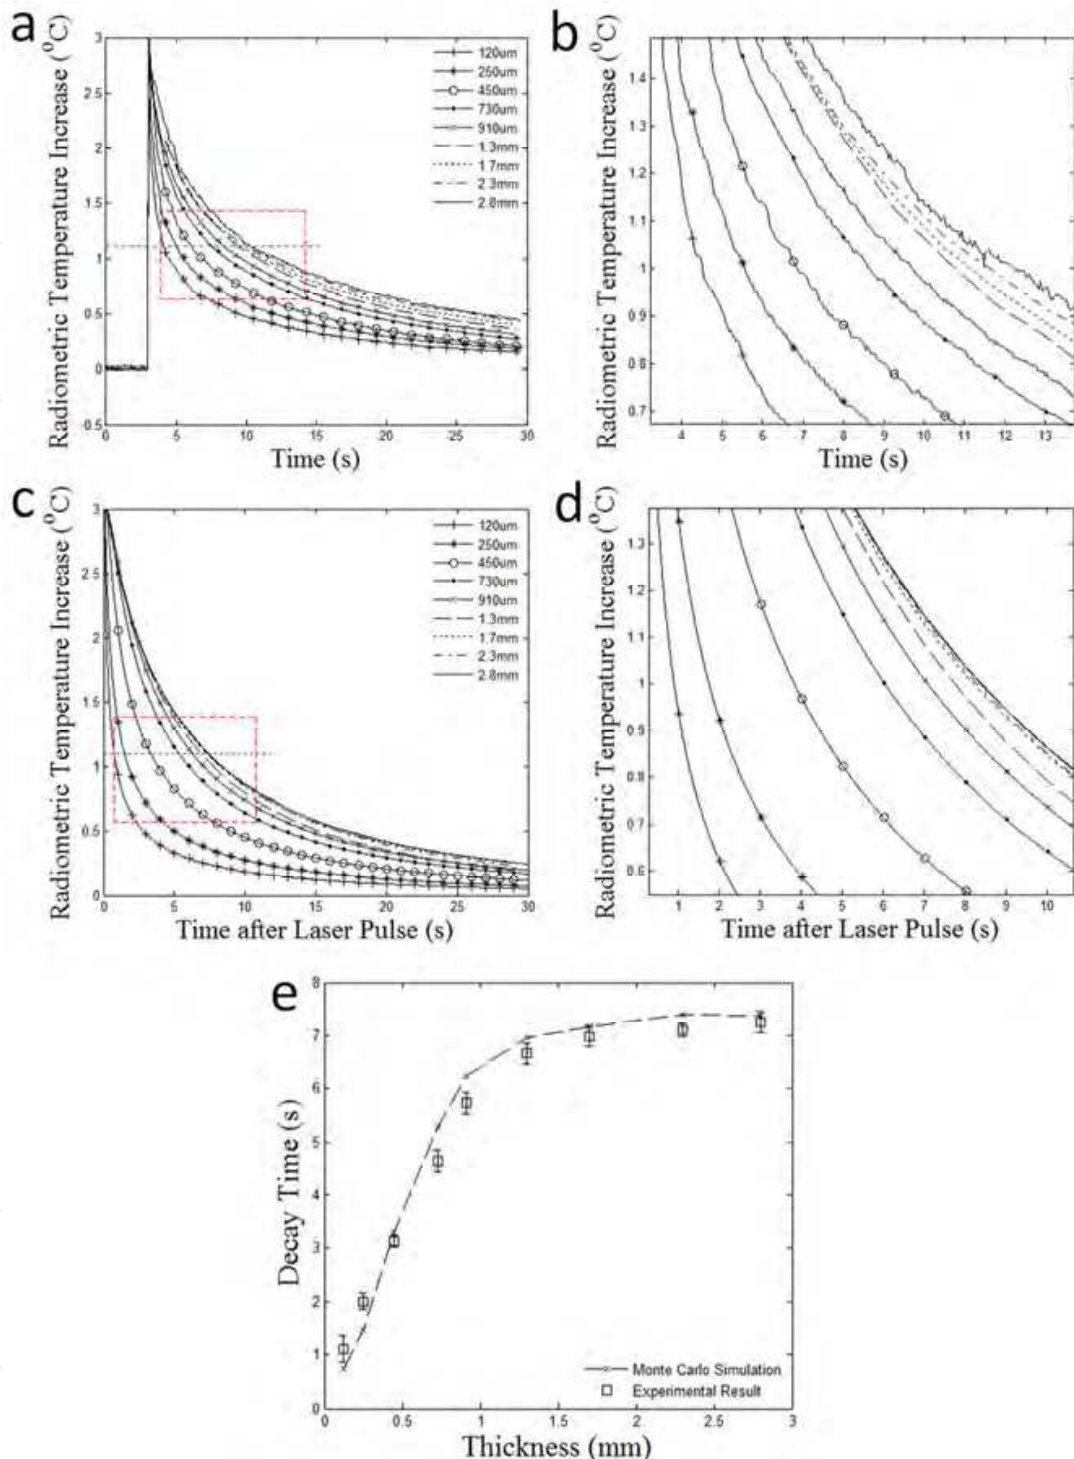 a
Radiometric Temperature Increase (°C)
3
2.5
2
1.5
1
0.5
0
-0.5
0 5 10 15 20 25 30
Time (s)
120um
250um
450um
730um
910um
1.3mm
1.7mm
2.3mm
2.8mm
b
Radiometric Temperature Increase (°C)
1.4
1.3
1.2
1.1
1
0.9
0.8
0.7
4 5 6 7 8 9 10 11 12 13
Time (s)
c
Radiometric Temperature Increase (°C)
3
2.5
2
1.5
1
0.5
0
0 5 10 15 20 25 30
Time after Laser Pulse (s)
120um
250um
450um
730um
910um
1.3mm
1.7mm
2.3mm
2.8mm
d
Radiometric Temperature Increase (°C)
1.3
1.2
1.1
1
0.9
0.8
0.7
0.6
1 2 3 4 5 6 7 8 9 10
Time after Laser Pulse (s)
e
Decay Time (s)
8
7
6
5
4
3
2
1
0
0 0.5 1 1.5 2 2.5 3
Thickness (mm)
Monte Carlo Simulation
Experimental Result